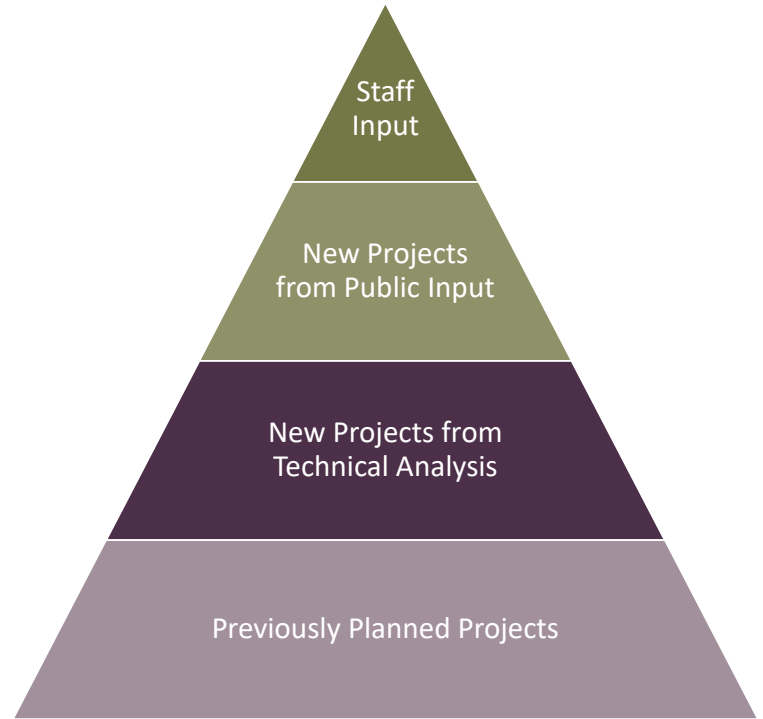 Staff
Input
New Projects
from Public Input
New Projects from
Technical Analysis
Previously Planned Projects